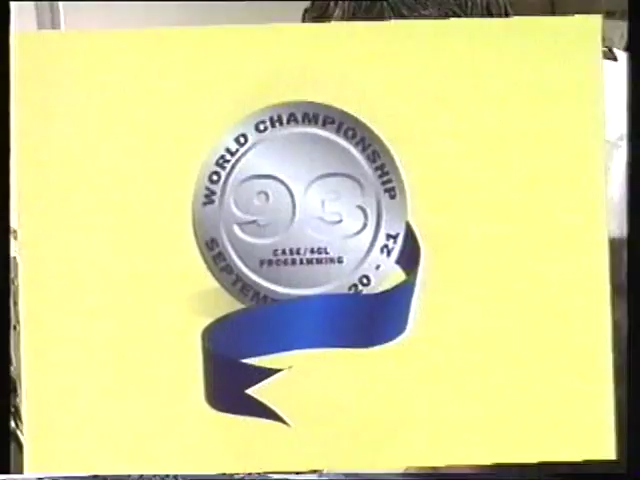 WORLD CHAMPIONSHIP
93
CASE/4GL
PROGRAMMING
SEPTEM
20 - 21